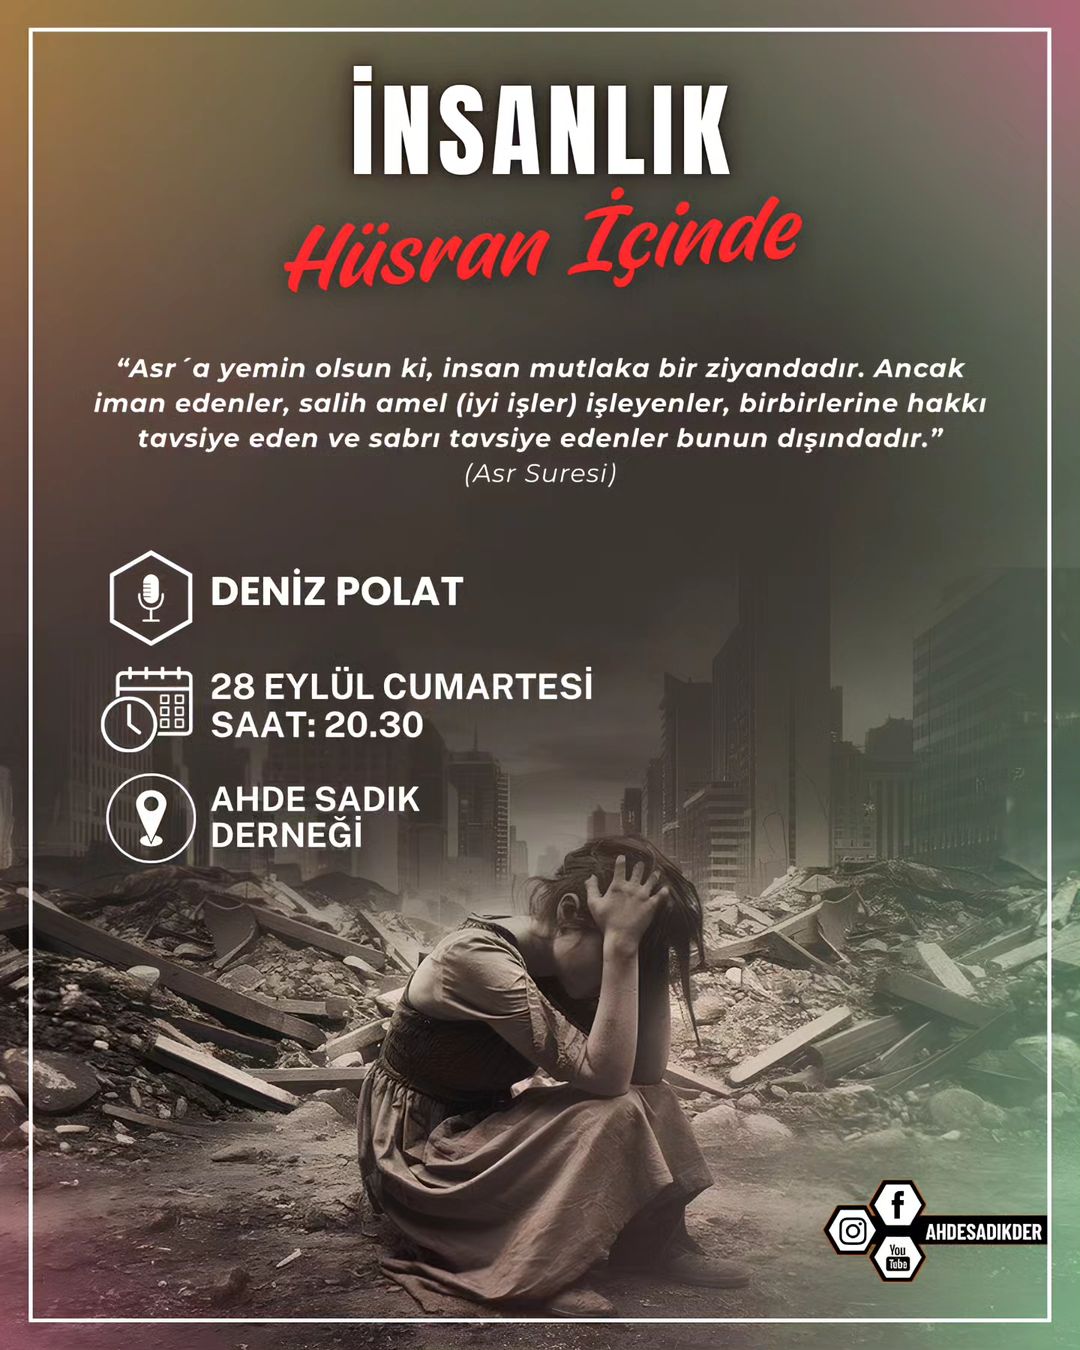 İNSANLIK
Hüsran İçinde
“Asr´a yemin olsun ki, insan mutlaka bir ziyandadır. Ancak
iman edenler, salih amel (iyi işler) işleyenler, birbirlerine hakkı
tavsiye eden ve sabrı tavsiye edenler bunun dışındadır.”
(Asr Suresi)
DENİZ POLAT
28 EYLÜL CUMARTESİ
SAAT: 20.30
AHDE SADIK
DERNEĞİ
f
AHDESADIKDER
You
Tube